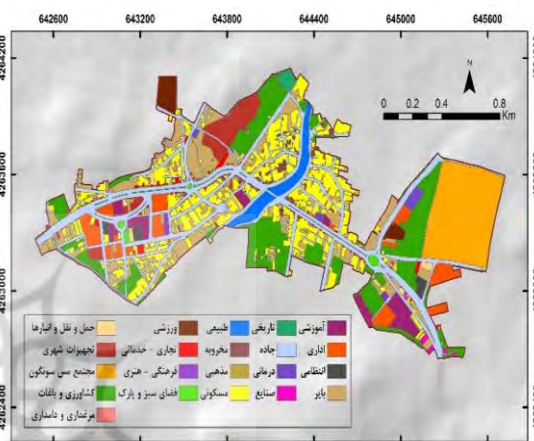 642600 643200 643800 644400 645000 645600
4264200
N
0 0.4 0.8
Km
4263600
4263000
آموزشی تاریخی طبیعی ورزشی حمل و نقل و انبارها
اداری جاده مخروبه تجاری - خدماتی تجهیزات شهری
انتظامی درمانی مذهبی فرهنگی - هنری مجتمع مس سونگون
بایر صنایع مسکونی فضای سبز و پارک کشاورزی و باغات
مرغداری و دامداری
4262400